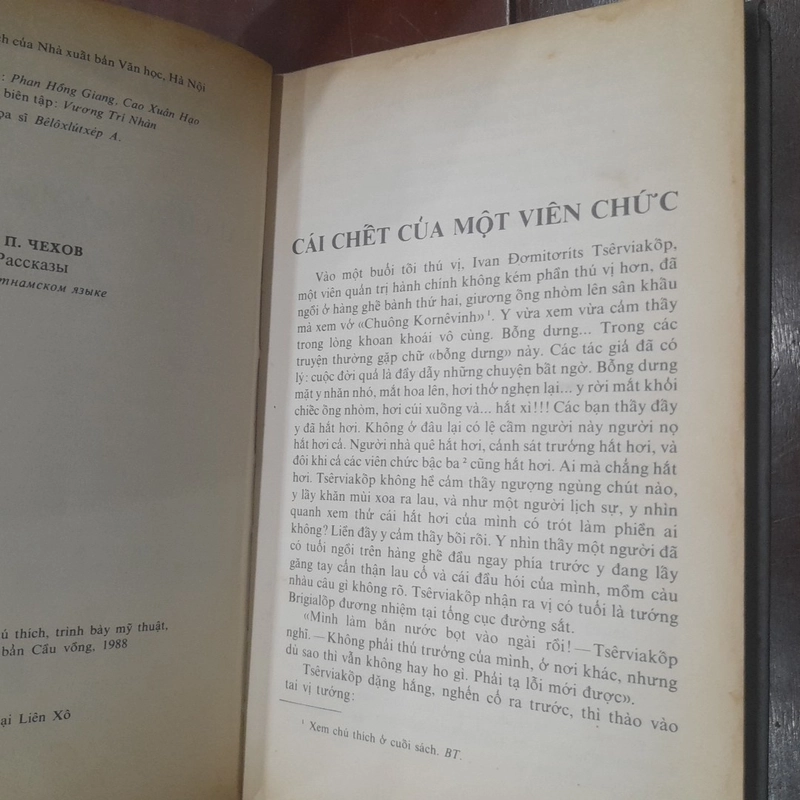 ch của Nhà xuất bản Văn học, Hà Nội
: Phan Hồng Giang, Cao Xuân Hạo
biên tập: Vương Trí Nhàn
ọa sĩ Bêlôxlútxép A.
П. ЧЕХОВ
Рассказы
тнамском языке
ú thích, trình bày mỹ thuật,
bản Cầu vồng, 1988
ại Liên Xô
CÁI CHẾT CỦA MỘT VIÊN CHỨC
Vào một buổi tối thú vị, Ivan Đơmitơrits Tsêrviakốp,
một viên quản trị hành chính không kém phần thú vị hơn, đã
ngồi ở hàng ghế bành thứ hai, giương ống nhòm lên sân khấu
mà xem vở «Chuông Kornêvinh» ¹. Y vừa xem vừa cảm thấy
trong lòng khoan khoái vô cùng. Bỗng dưng... Trong các
truyện thường gặp chữ «bỗng dưng» này. Các tác giả đã có
lý: cuộc đời quả là đầy dẫy những chuyện bất ngờ. Bỗng dưng
mặt y nhăn nhó, mắt hoa lên, hơi thở nghẹn lại... y rời mắt khỏi
chiếc ống nhòm, hơi cúi xuống và... hắt xì!!! Các bạn thấy đấy
y đã hắt hơi. Không ở đâu lại có lệ cấm người này người nọ
hắt hơi cả. Người nhà quê hắt hơi, cảnh sát trưởng hắt hơi, và
đôi khi cả các viên chức bậc ba ² cũng hắt hơi. Ai mà chẳng hắt
hơi. Tsêrviakốp không hề cảm thấy ngượng ngùng chút nào,
y lấy khăn mùi xoa ra lau, và như một người lịch sự, y nhìn
quanh xem thử cái hắt hơi của mình có trót làm phiền ai
không? Liền đấy y cảm thấy bối rối. Y nhìn thấy một người đã
có tuổi ngồi trên hàng ghế đầu ngay phía trước y đang lấy
găng tay cẩn thận lau cổ và cái đầu hói của mình, mồm càu
nhàu câu gì không rõ. Tsêrviakốp nhận ra vị có tuổi là tướng
Brigialốp đương nhiệm tại tổng cục đường sắt.
«Mình làm bắn nước bọt vào ngài rồi! — Tsêrviakốp
nghĩ. — Không phải thủ trưởng của mình, ở nơi khác, nhưng
dù sao thì vẫn không hay ho gì. Phải tạ lỗi mới được».
Tsêrviakốp dặng hắng, nghển cổ ra trước, thì thào vào
tai vị tướng:
¹ Xem chú thích ở cuối sách. BT.